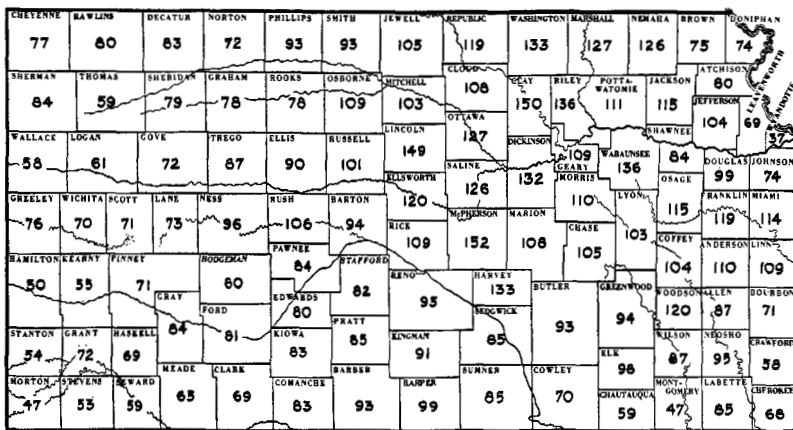 CHEYENNE RAWLINS DECATUR NORTON PHILLIPS SMITH JEWELL REPUBLIC WASHINGTON MARSHALL NEMAHA BROWN DONIPHAN
77 80 83 72 93 93 105 119 133 127 126 75 74
SHERMAN THOMAS SHERIDAN GRAHAM ROOKS OSBORNE MITCHELL CLOUD CLAY RILEY POTTA-
WATOMIE JACKSON ATCHISON JEFFERSON LEAVENWORTH WYANDOTTE
84 59 79 78 78 109 103 108 150 136 111 115 80 104 69 37
WALLACE LOGAN GOVE TREGO ELLIS RUSSELL LINCOLN OTTAWA DICKINSON GEARY WABAUNSEE SHAWNEE DOUGLAS JOHNSON
58 61 72 87 90 101 149 127 132 109 136 84 99 74
ELLSWORTH SALINE MORRIS LYON OSAGE FRANKLIN MIAMI
120 126 110 103 115 119 114
GREELEY WICHITA SCOTT LANE NESS RUSH BARTON RICE McPHERSON MARION CHASE COFFEY ANDERSON LINN
76 70 71 73 96 106 94 109 152 108 105 104 110 109
HAMILTON KEARNY FINNEY HODGEMAN PAWNEE STAFFORD RENO HARVEY BUTLER GREENWOOD WOODSON ALLEN BOURBON
50 55 71 80 84 82 95 133 93 94 120 87 71
GRAY FORD EDWARDS PRATT SEDGWICK
84 81 80 85 85
STANTON GRANT HASKELL KIOWA KINGMAN ELK WILSON NEOSHO CRAWFORD
54 72 69 83 91 98 87 95 58
MORTON STEVENS SEWARD MEADE CLARK COMANCHE BARBER HARPER SUMNER COWLEY CHAUTAUQUA MONT-
GOMERY LABETTE CHEROKEE
47 53 59 65 69 83 93 99 85 70 59 47 85 68